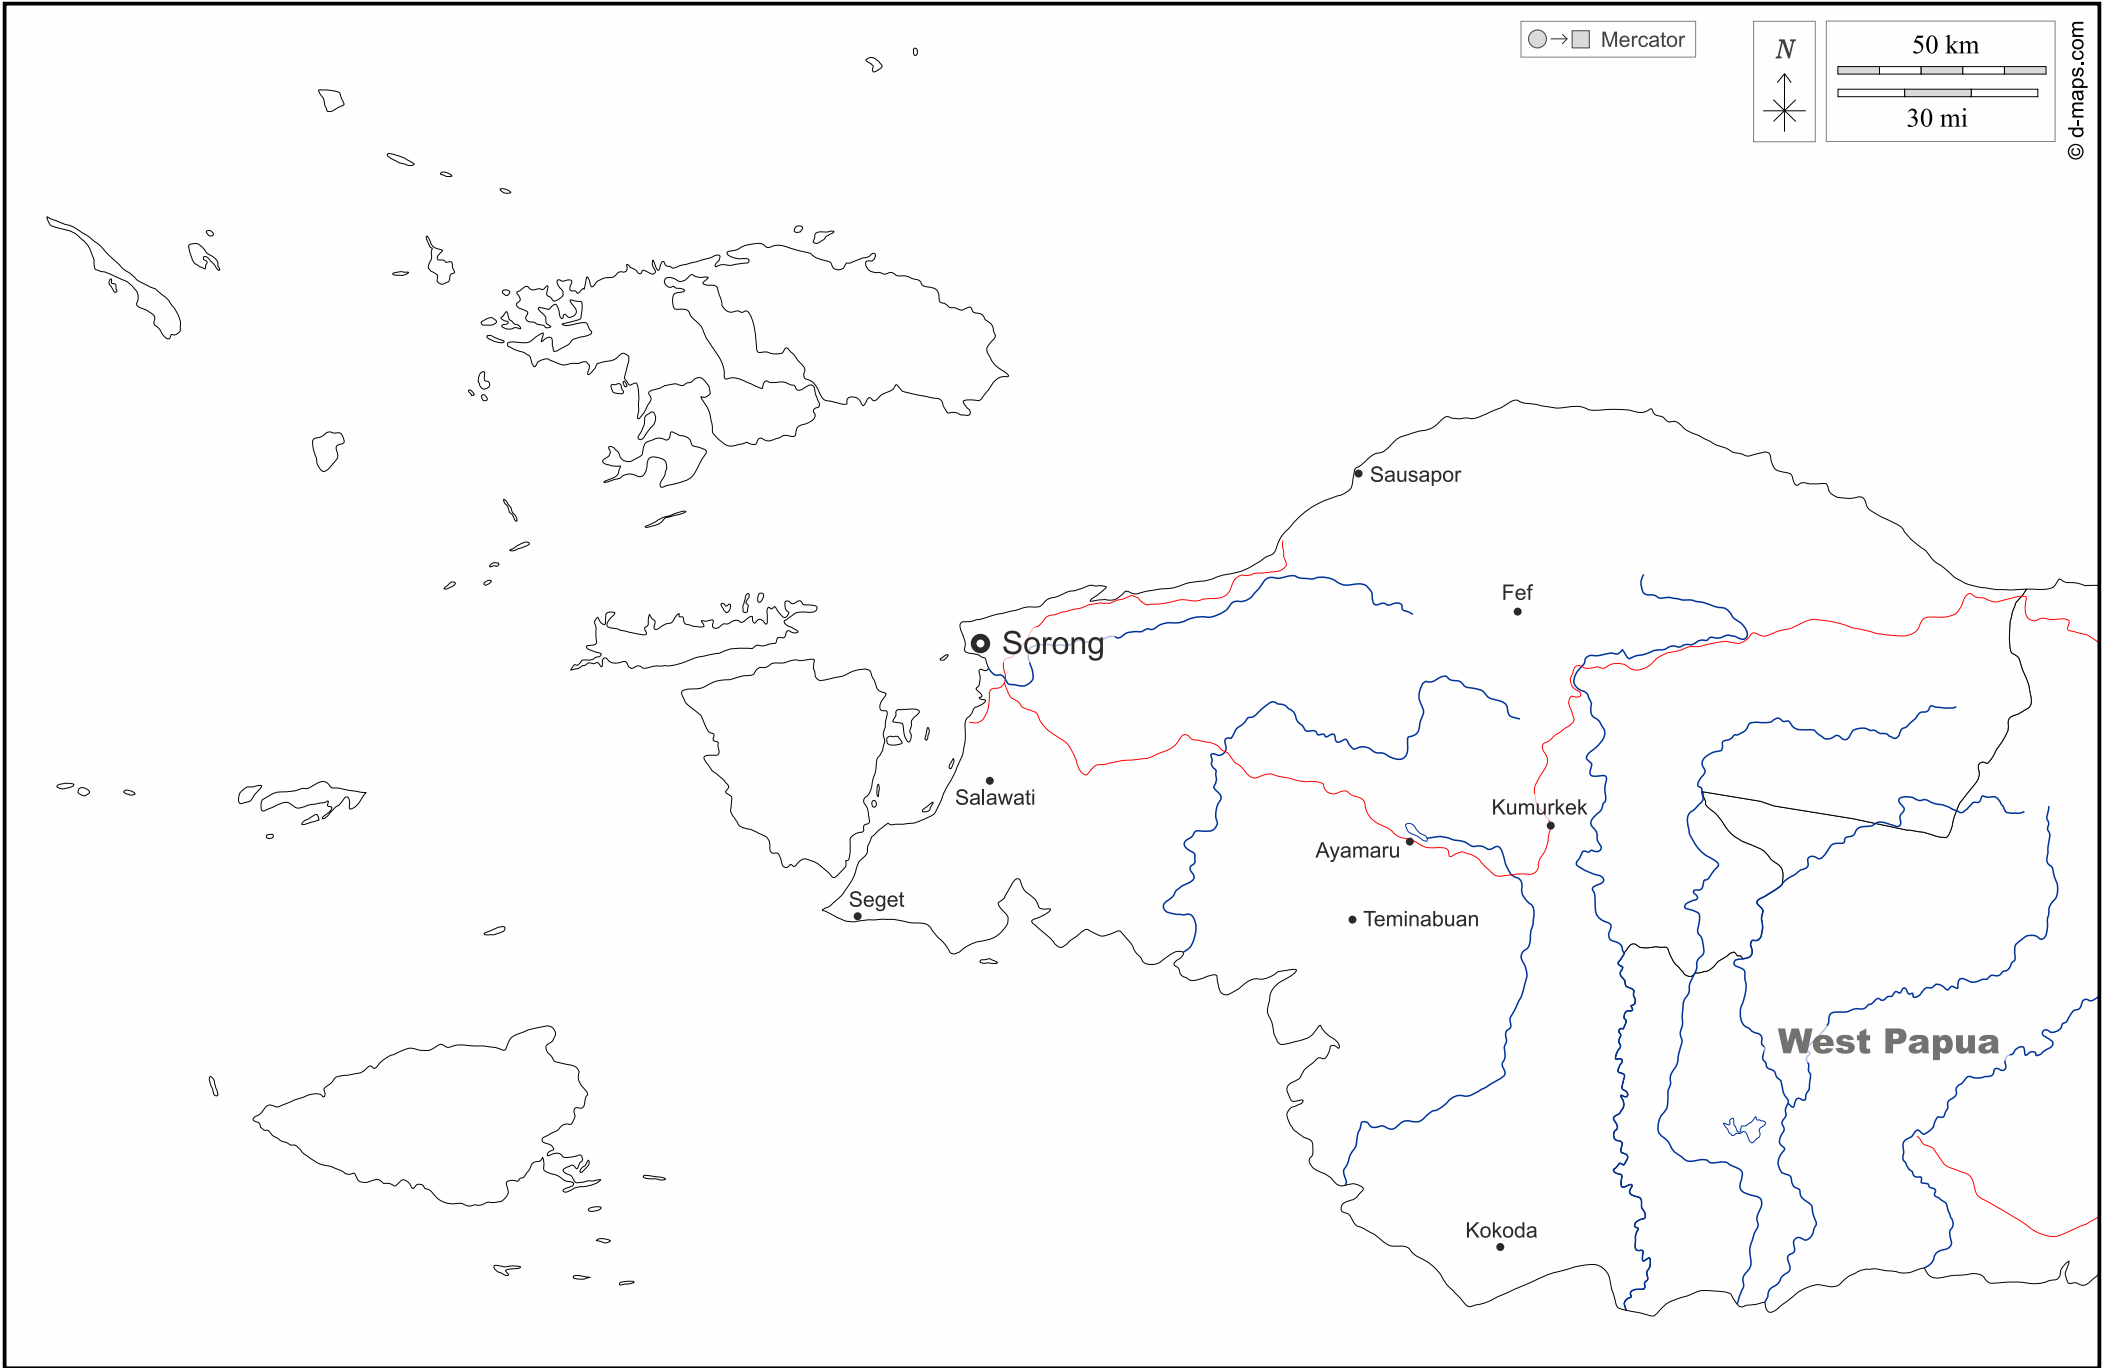 Mercator
N
50 km
30 mi
© d-maps.com
Sausapor
Fef
Sorong
Salawati
Kumurkek
Ayamaru
Seget
Teminabuan
West Papua
Kokoda